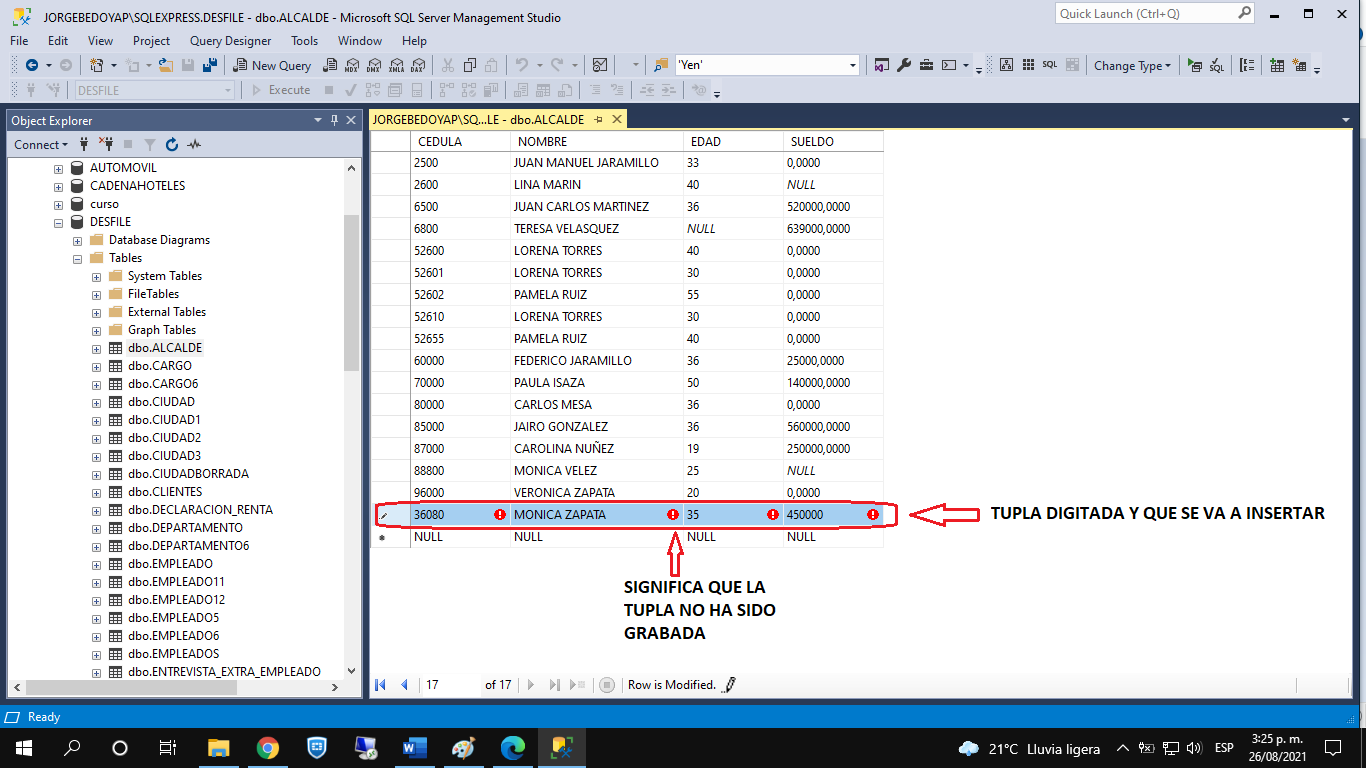 JORGEBEDOYAP\SQLEXPRESS.DESFILE - dbo.ALCALDE - Microsoft SQL Server Management Studio
Quick Launch (Ctrl+Q)
File Edit View Project Query Designer Tools Window Help
New Query MDX DMX XMLA DAX 'Yen' SQL Change Type SQL
DESFILE Execute
Object Explorer
Connect
AUTOMOVIL
CADENAHOTELES
curso
DESFILE
Database Diagrams
Tables
System Tables
FileTables
External Tables
Graph Tables
dbo.ALCALDE
dbo.CARGO
dbo.CARGO6
dbo.CIUDAD
dbo.CIUDAD1
dbo.CIUDAD2
dbo.CIUDAD3
dbo.CIUDADBORRADA
dbo.CLIENTES
dbo.DECLARACION_RENTA
dbo.DEPARTAMENTO
dbo.DEPARTAMENTO6
dbo.EMPLEADO
dbo.EMPLEADO11
dbo.EMPLEADO12
dbo.EMPLEADO5
dbo.EMPLEADO6
dbo.EMPLEADOS
dbo.ENTREVISTA_EXTRA_EMPLEADO
JORGEBEDOYAP\SQ...LE - dbo.ALCALDE
CEDULA NOMBRE EDAD SUELDO
2500 JUAN MANUEL JARAMILLO 33 0,0000
2600 LINA MARIN 40 NULL
6500 JUAN CARLOS MARTINEZ 36 520000,0000
6800 TERESA VELASQUEZ NULL 639000,0000
52600 LORENA TORRES 40 0,0000
52601 LORENA TORRES 30 0,0000
52602 PAMELA RUIZ 55 0,0000
52610 LORENA TORRES 30 0,0000
52655 PAMELA RUIZ 40 0,0000
60000 FEDERICO JARAMILLO 36 25000,0000
70000 PAULA ISAZA 50 140000,0000
80000 CARLOS MESA 36 0,0000
85000 JAIRO GONZALEZ 36 560000,0000
87000 CAROLINA NUÑEZ 19 250000,0000
88800 MONICA VELEZ 25 NULL
96000 VERONICA ZAPATA 20 0,0000
36080 MONICA ZAPATA 35 450000
NULL NULL NULL NULL
TUPLA DIGITADA Y QUE SE VA A INSERTAR
SIGNIFICA QUE LA
TUPLA NO HA SIDO
GRABADA
17 of 17 Row is Modified.
Ready
21°C Lluvia ligera ESP 3:25 p. m.
26/08/2021